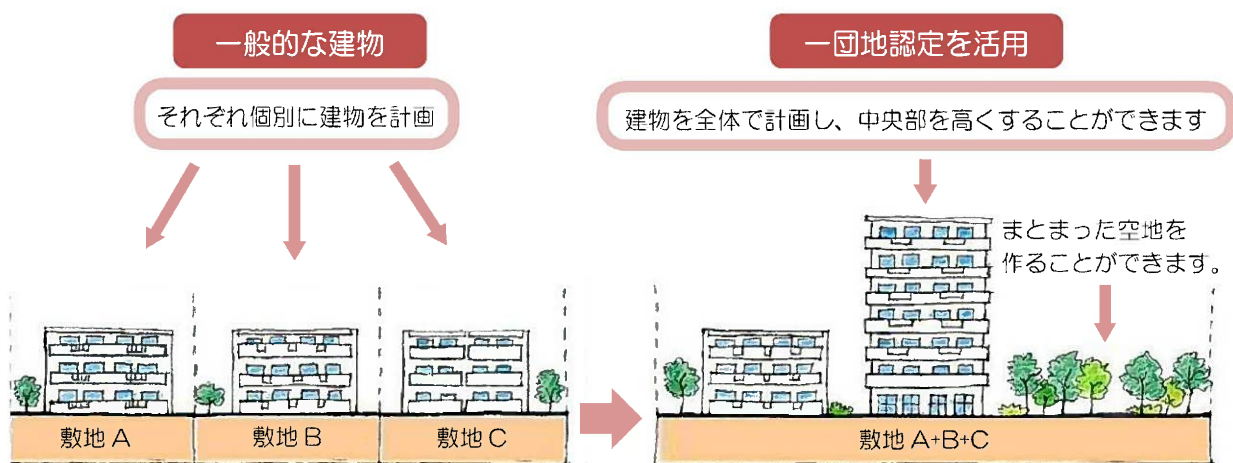 一般的な建物
それぞれ個別に建物を計画
敷地 A
敷地 B
敷地 C
一団地認定を活用
建物を全体で計画し、中央部を高くすることができます
まとまった空地を
作ることができます。
敷地 A+B+C